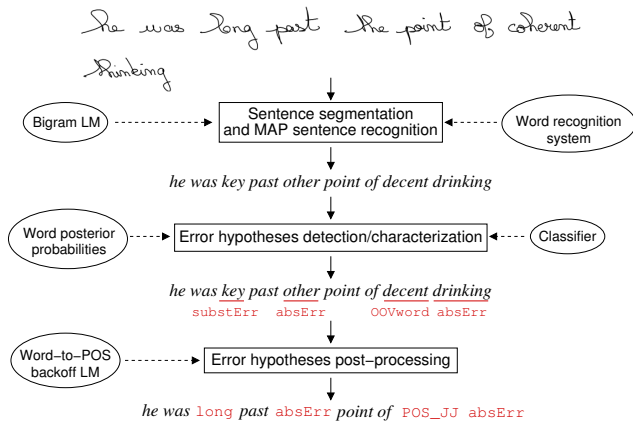 he was long past the point of coherent
thinking
Bigram LM
Sentence segmentation
and MAP sentence recognition
Word recognition
system
he was key past other point of decent drinking
Word posterior
probabilities
Error hypotheses detection/characterization
Classifier
he was key past other point of decent drinking
substErr absErr OOVword absErr
Word−to−POS
backoff LM
Error hypotheses post−processing
he was long past absErr point of POS_JJ absErr